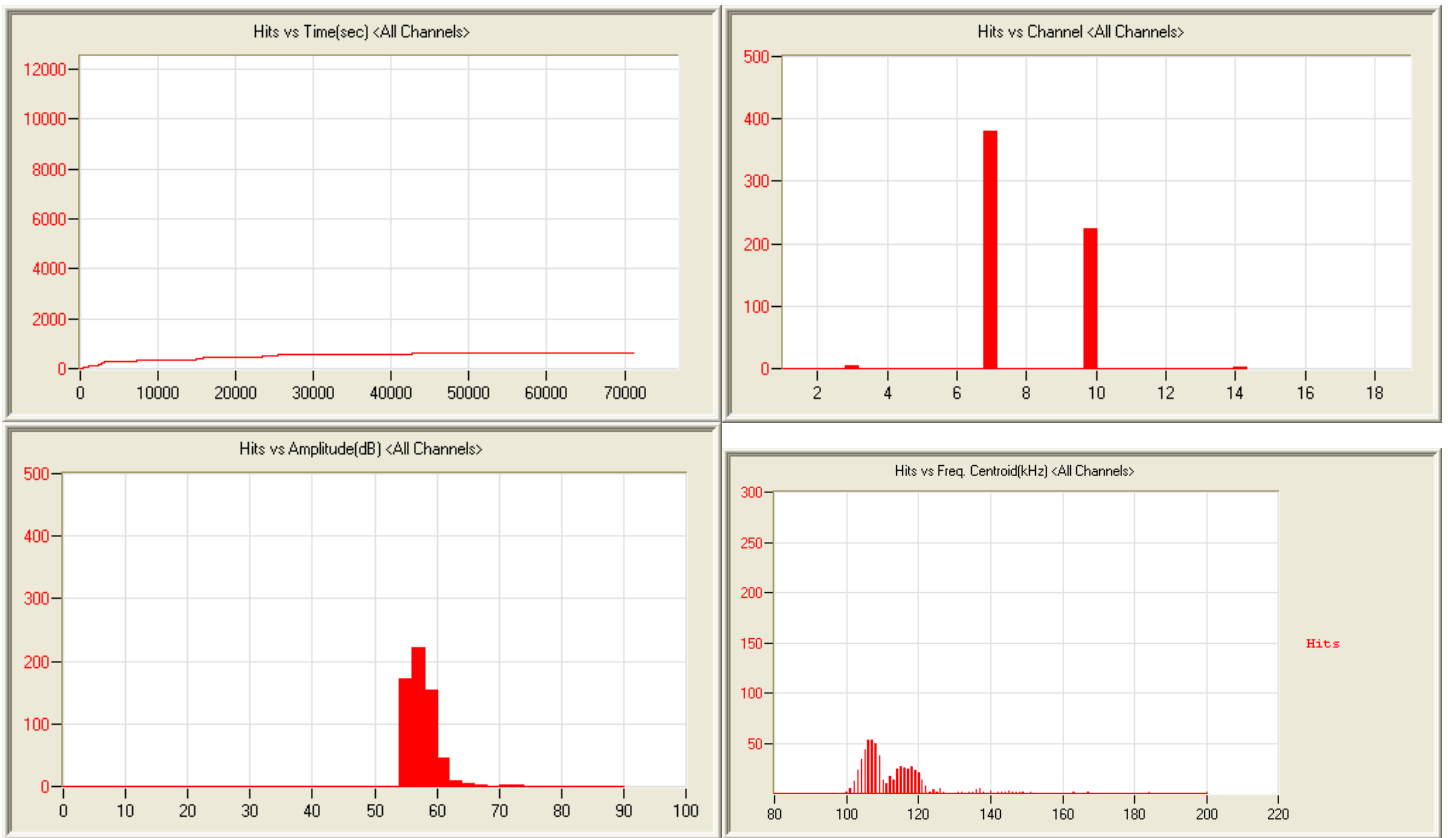 Hits vs Time(sec) <All Channels>
12000
10000
8000
6000
4000
2000
0
0 10000 20000 30000 40000 50000 60000 70000
Hits vs Channel <All Channels>
500
400
300
200
100
0
2 4 6 8 10 12 14 16 18
Hits vs Amplitude(dB) <All Channels>
500
400
300
200
100
0
0 10 20 30 40 50 60 70 80 90 100
Hits vs Freq. Centroid(kHz) <All Channels>
300
250
200
150
100
50
80 100 120 140 160 180 200 220
Hits